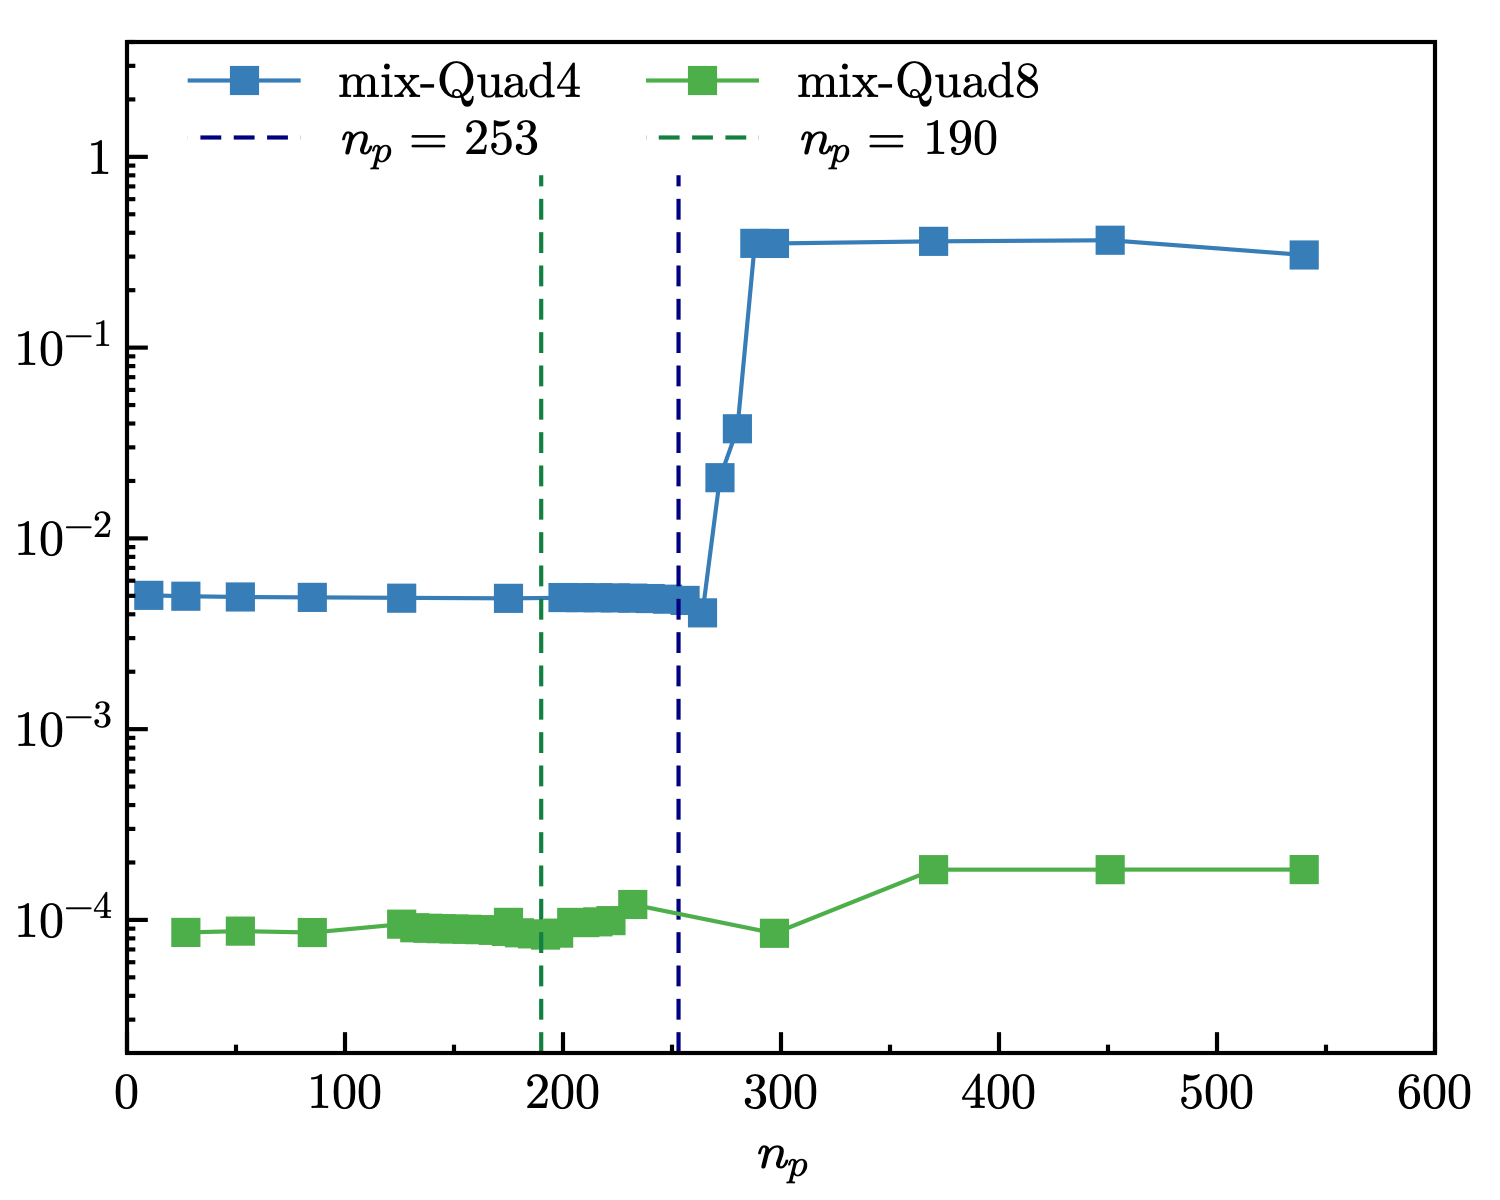 mix-Quad4 mix-Quad8
n_p = 253 n_p = 190
1
10^{-1}
10^{-2}
10^{-3}
10^{-4}
0 100 200 300 400 500 600
n_p